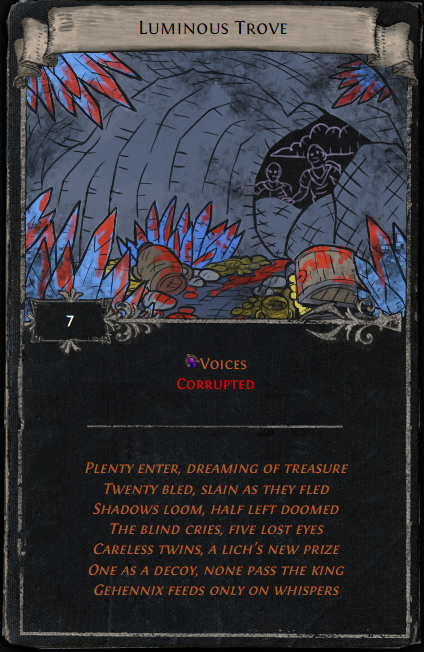 Luminous Trove
7
Voices
Corrupted
Plenty enter, dreaming of treasure
Twenty bled, slain as they fled
Shadows loom, half left doomed
The blind cries, five lost eyes
Careless twins, a lich's new prize
One as a decoy, none pass the king
Gehennix feeds only on whispers